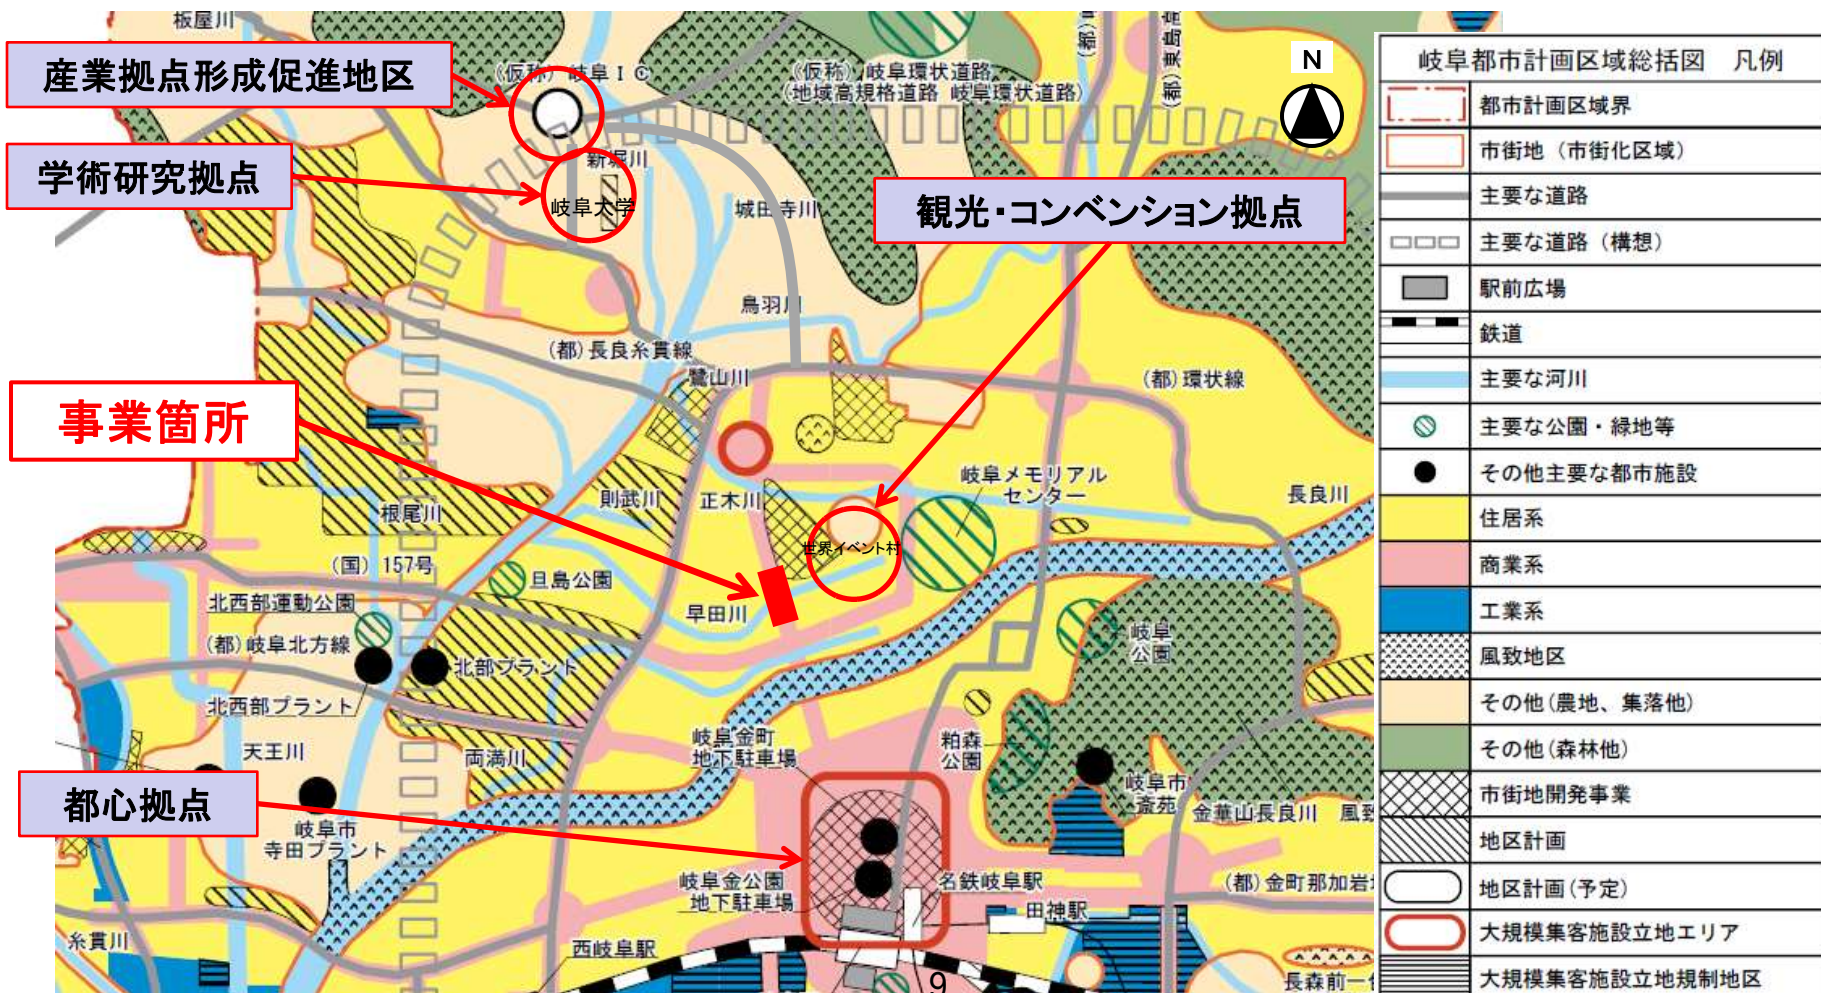 板屋川
産業拠点形成促進地区
(仮称)岐阜IC
(仮称)岐阜環状道路
(地域高規格道路 岐阜環状道路)
N
学術研究拠点
新堀川
岐阜大学
城田寺川
観光・コンベンション拠点
鳥羽川
(都)長良糸貫線
鷺山川
(都)環状線
事業箇所
岐阜メモリアル
センター
長良川
則武川
正木川
根尾川
世界イベント村
(国)157号
旦島公園
早田川
北西部運動公園
(都)岐阜北方線
北部プラント
岐阜
公園
北西部プラント
天王川
両満川
岐阜金町
地下駐車場
粕森
公園
都心拠点
岐阜市
斎苑
金華山長良川 風致
岐阜市
寺田プラント
岐阜金公園
地下駐車場
名鉄岐阜駅
(都)金町那加岩
田神駅
糸貫川
西岐阜駅
9
長森前一色
岐阜都市計画区域総括図 凡例
都市計画区域界
市街地(市街化区域)
主要な道路
主要な道路(構想)
駅前広場
鉄道
主要な河川
主要な公園・緑地等
その他主要な都市施設
住居系
商業系
工業系
風致地区
その他(農地、集落他)
その他(森林他)
市街地開発事業
地区計画
地区計画(予定)
大規模集客施設立地エリア
大規模集客施設立地規制地区